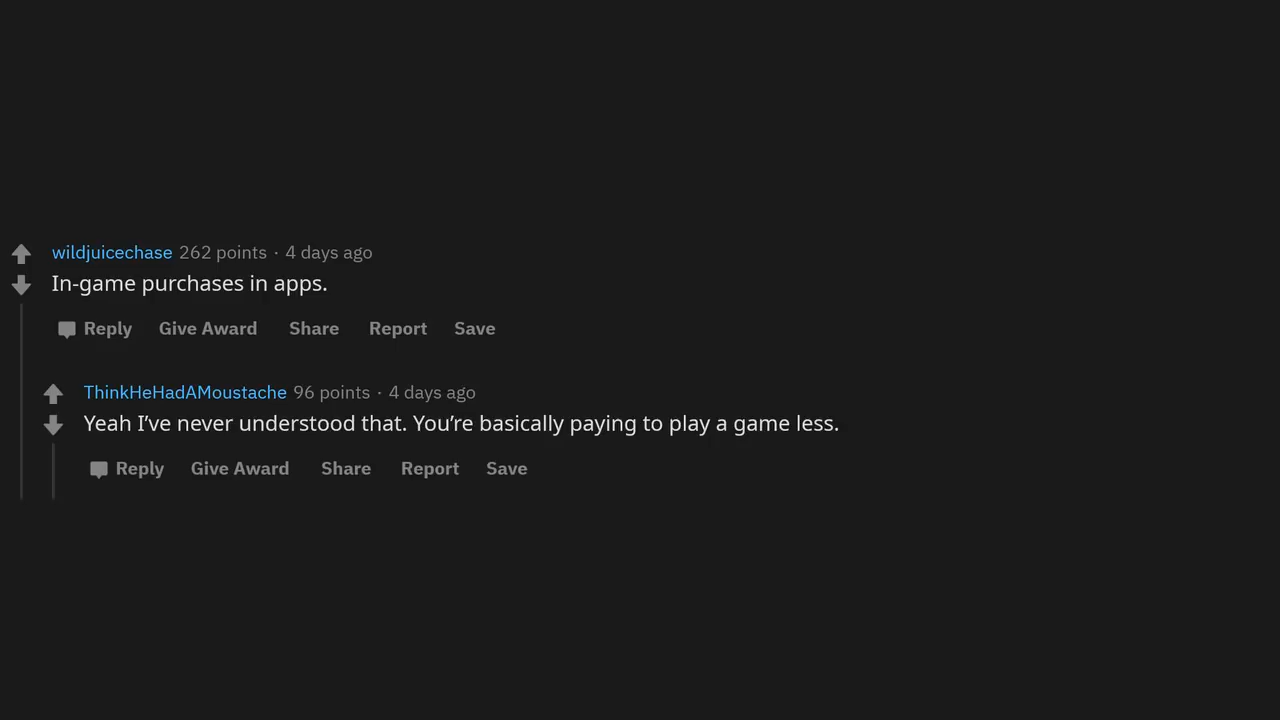 wildjuicechase 262 points · 4 days ago
In-game purchases in apps.
Reply Give Award Share Report Save
ThinkHeHadAMoustache 96 points · 4 days ago
Yeah I’ve never understood that. You’re basically paying to play a game less.
Reply Give Award Share Report Save